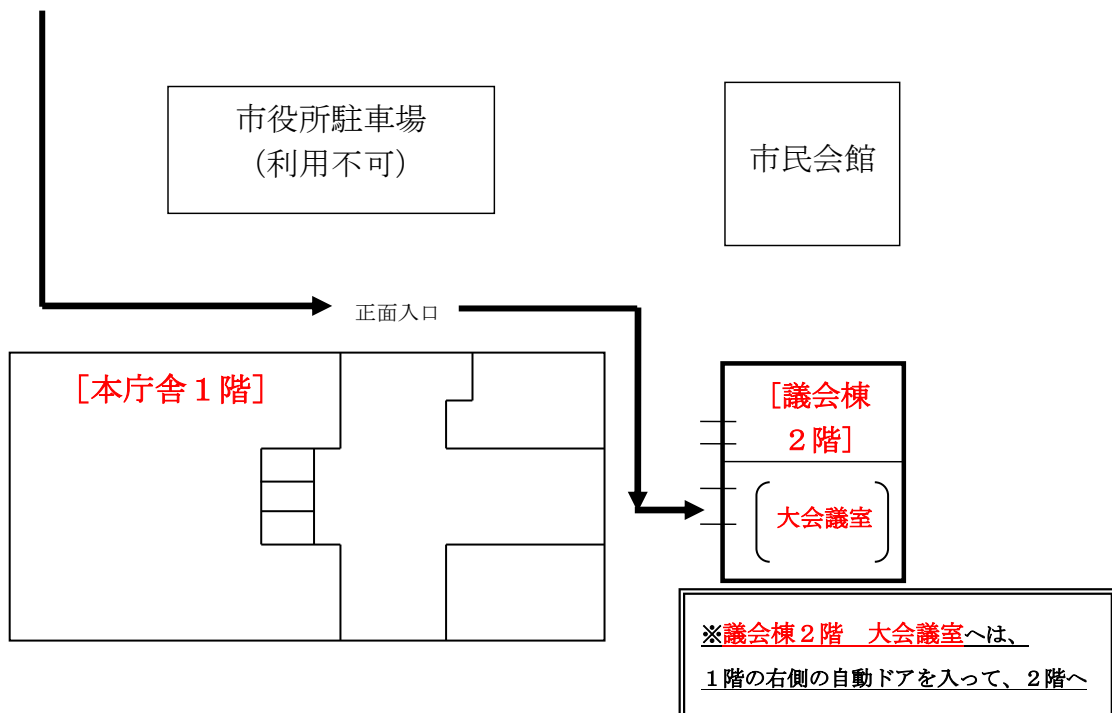 市役所駐車場
（利用不可）
市民会館
正面入口
［本庁舎１階］
［議会棟
２階］
大会議室
※議会棟２階　大会議室へは、
１階の右側の自動ドアを入って、２階へ